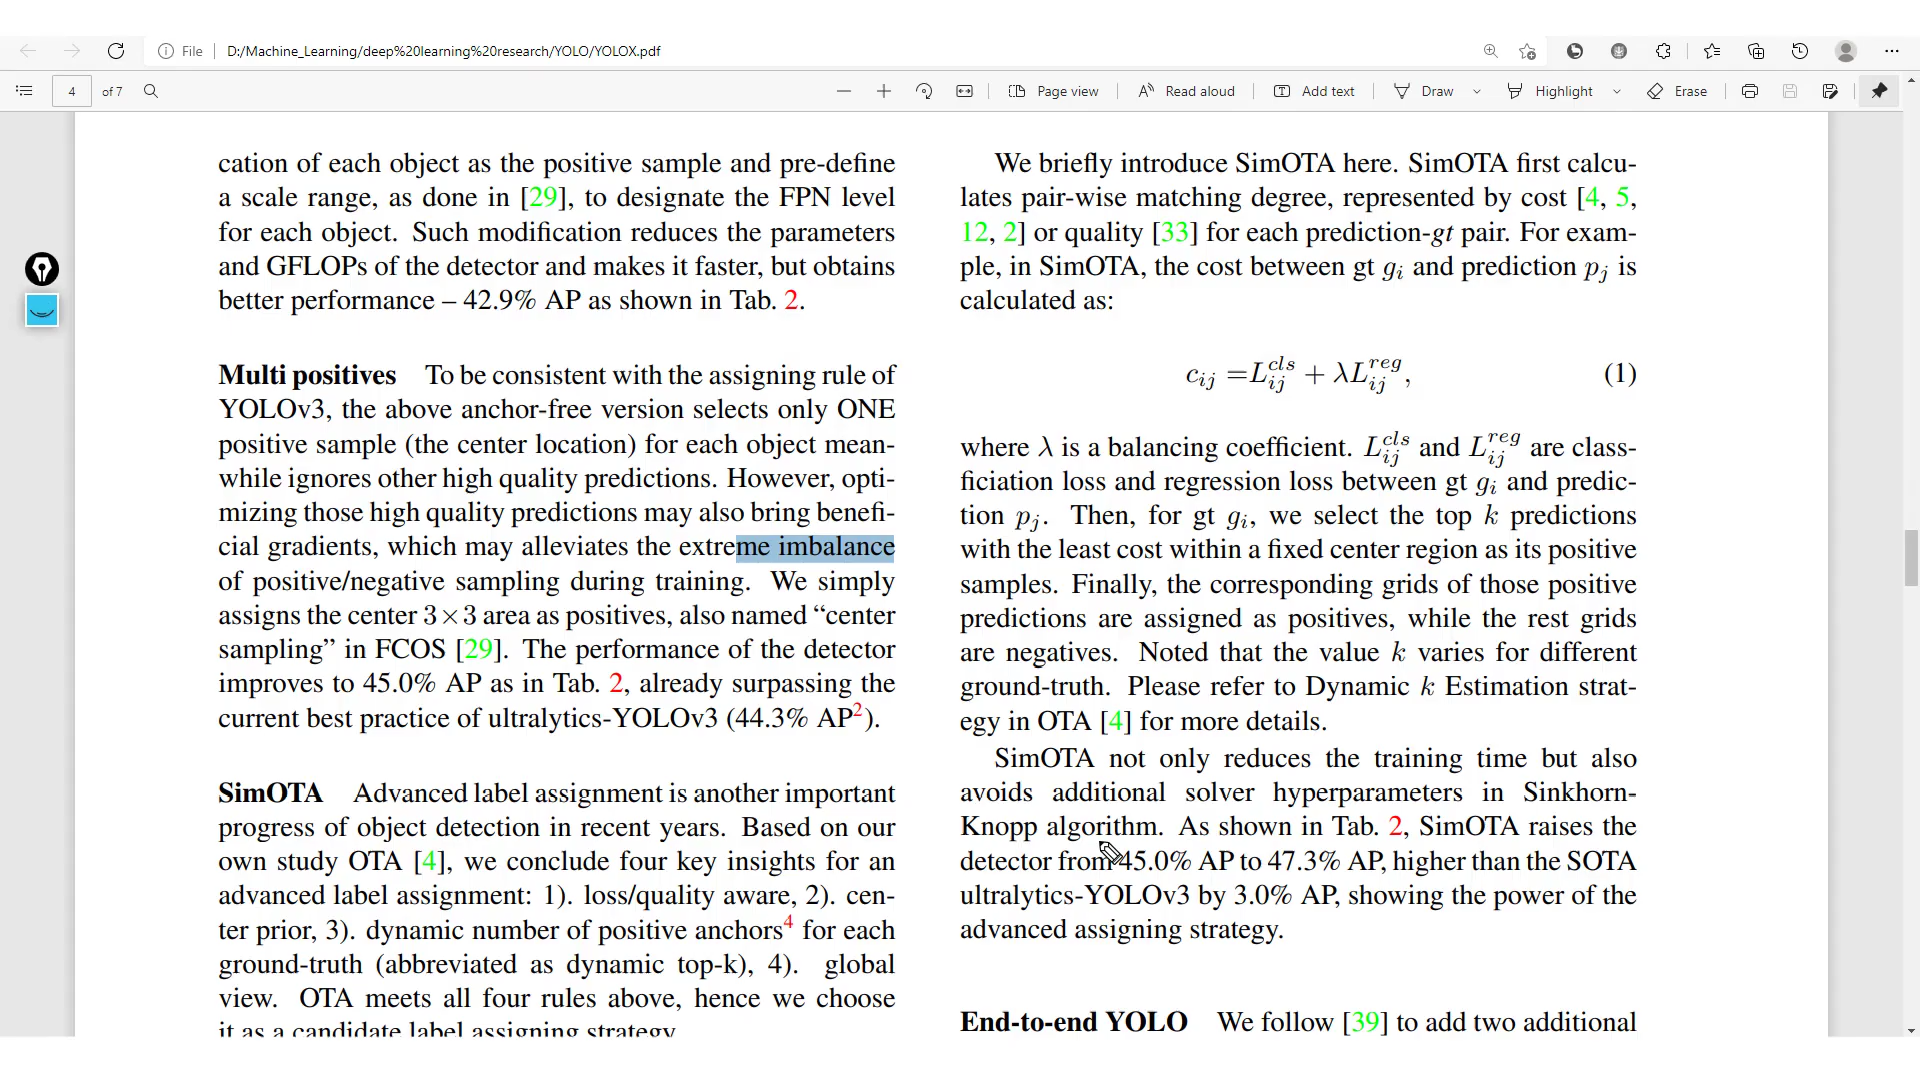 File D:/Machine_Learning/deep%20learning%20research/YOLO/YOLOX.pdf
4 of 7 Page view Read aloud Add text Draw Highlight Erase
cation of each object as the positive sample and pre-define
a scale range, as done in [29], to designate the FPN level
for each object. Such modification reduces the parameters
and GFLOPs of the detector and makes it faster, but obtains
better performance – 42.9% AP as shown in Tab. 2.
Multi positives To be consistent with the assigning rule of
YOLOv3, the above anchor-free version selects only ONE
positive sample (the center location) for each object mean-
while ignores other high quality predictions. However, opti-
mizing those high quality predictions may also bring benefi-
cial gradients, which may alleviates the extreme imbalance
of positive/negative sampling during training. We simply
assigns the center 3×3 area as positives, also named “center
sampling” in FCOS [29]. The performance of the detector
improves to 45.0% AP as in Tab. 2, already surpassing the
current best practice of ultralytics-YOLOv3 (44.3% AP2).
SimOTA Advanced label assignment is another important
progress of object detection in recent years. Based on our
own study OTA [4], we conclude four key insights for an
advanced label assignment: 1). loss/quality aware, 2). cen-
ter prior, 3). dynamic number of positive anchors4 for each
ground-truth (abbreviated as dynamic top-k), 4). global
view. OTA meets all four rules above, hence we choose
it as a candidate label assigning strategy.
We briefly introduce SimOTA here. SimOTA first calcu-
lates pair-wise matching degree, represented by cost [4, 5,
12, 2] or quality [33] for each prediction-gt pair. For exam-
ple, in SimOTA, the cost between gt g_i and prediction p_j is
calculated as:
c_ij =L_ij^cls + λL_ij^reg, (1)
where λ is a balancing coefficient. L_ij^cls and L_ij^reg are class-
ficiation loss and regression loss between gt g_i and predic-
tion p_j. Then, for gt g_i, we select the top k predictions
with the least cost within a fixed center region as its positive
samples. Finally, the corresponding grids of those positive
predictions are assigned as positives, while the rest grids
are negatives. Noted that the value k varies for different
ground-truth. Please refer to Dynamic k Estimation strat-
egy in OTA [4] for more details.
SimOTA not only reduces the training time but also
avoids additional solver hyperparameters in Sinkhorn-
Knopp algorithm. As shown in Tab. 2, SimOTA raises the
detector from 45.0% AP to 47.3% AP, higher than the SOTA
ultralytics-YOLOv3 by 3.0% AP, showing the power of the
advanced assigning strategy.
End-to-end YOLO We follow [39] to add two additional